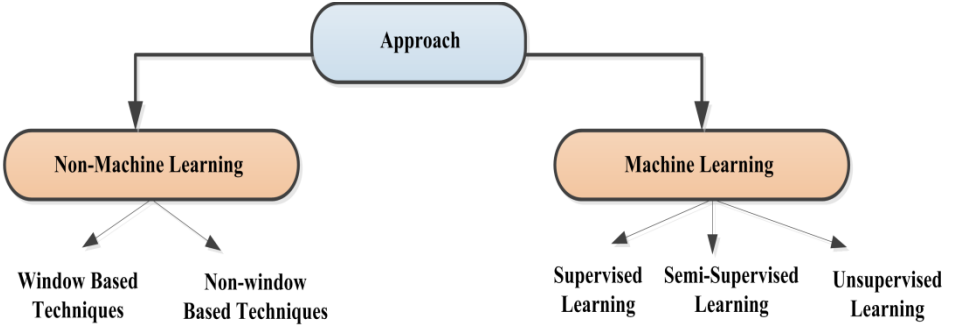 Approach
Non-Machine Learning
Machine Learning
Window Based
Techniques
Non-window
Based Techniques
Supervised
Learning
Semi-Supervised
Learning
Unsupervised
Learning